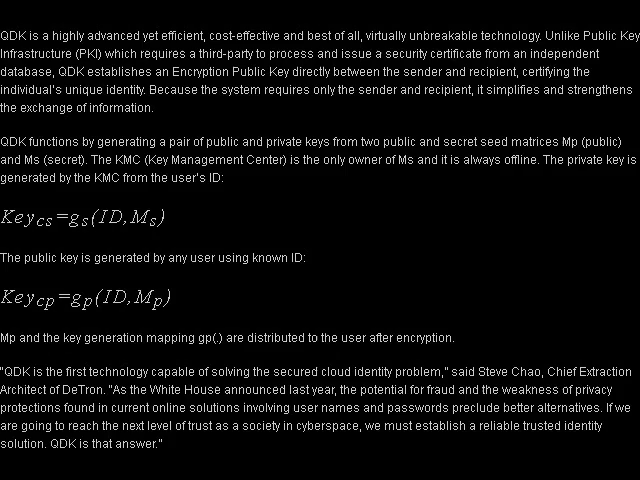 QDK is a highly advanced yet efficient, cost-effective and best of all, virtually unbreakable technology. Unlike Public Key
Infrastructure (PKI) which requires a third-party to process and issue a security certificate from an independent
database, QDK establishes an Encryption Public Key directly between the sender and recipient, certifying the
individual's unique identity. Because the system requires only the sender and recipient, it simplifies and strengthens
the exchange of information.
QDK functions by generating a pair of public and private keys from two public and secret seed matrices Mp (public)
and Ms (secret). The KMC (Key Management Center) is the only owner of Ms and it is always offline. The private key is
generated by the KMC from the user's ID:
Key_cs=g_s(ID,M_s)
The public key is generated by any user using known ID:
Key_cp=g_p(ID,M_p)
Mp and the key generation mapping gp(.) are distributed to the user after encryption.
"QDK is the first technology capable of solving the secured cloud identity problem," said Steve Chao, Chief Extraction
Architect of DeTron. "As the White House announced last year, the potential for fraud and the weakness of privacy
protections found in current online solutions involving user names and passwords preclude better alternatives. If we
are going to reach the next level of trust as a society in cyberspace, we must establish a reliable trusted identity
solution. QDK is that answer."